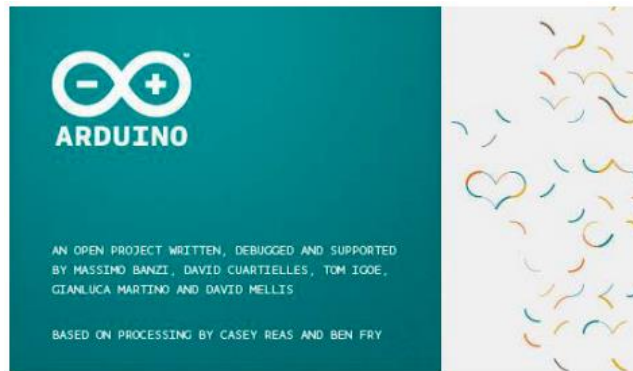 ARDUINO
AN OPEN PROJECT WRITTEN, DEBUGGED AND SUPPORTED
BY MASSIMO BANZI, DAVID CUARTIELLES, TOM IGOE,
GIANLUCA MARTINO AND DAVID MELLIS
BASED ON PROCESSING BY CASEY REAS AND BEN FRY